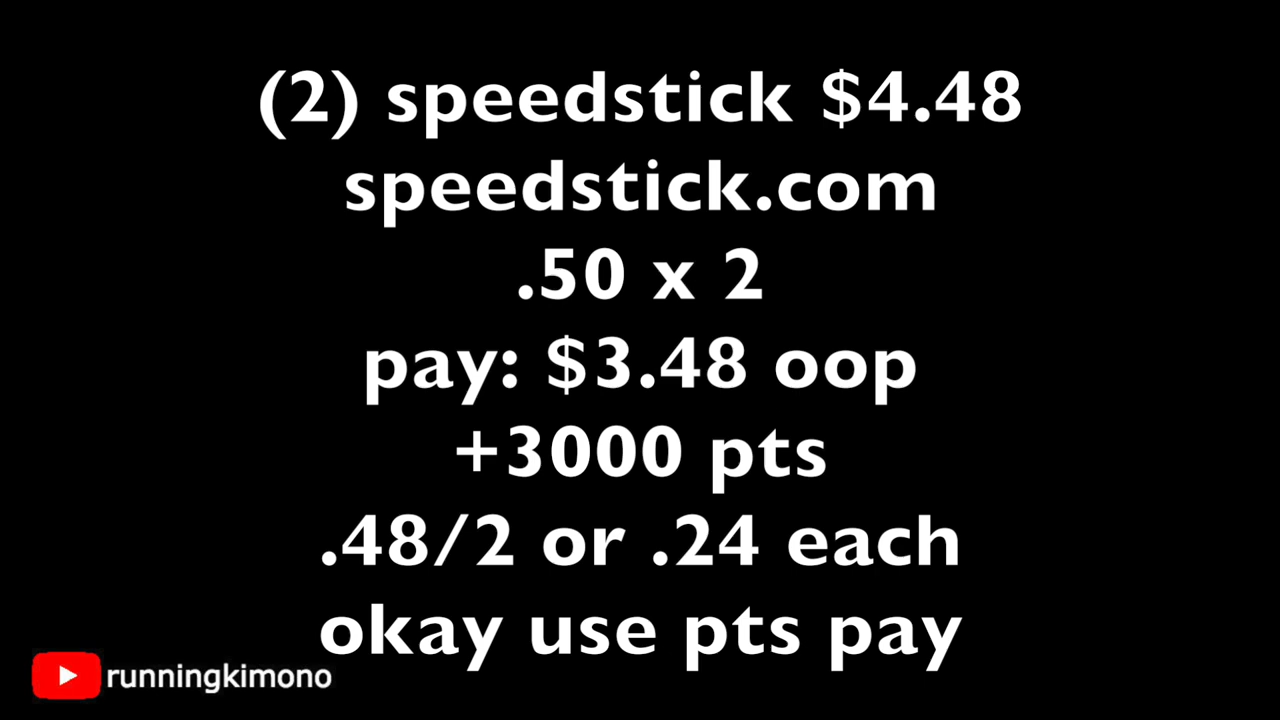 (2) speedstick $4.48
speedstick.com
.50 x 2
pay: $3.48 oop
+3000 pts
.48/2 or .24 each
okay use pts pay
runningkimono